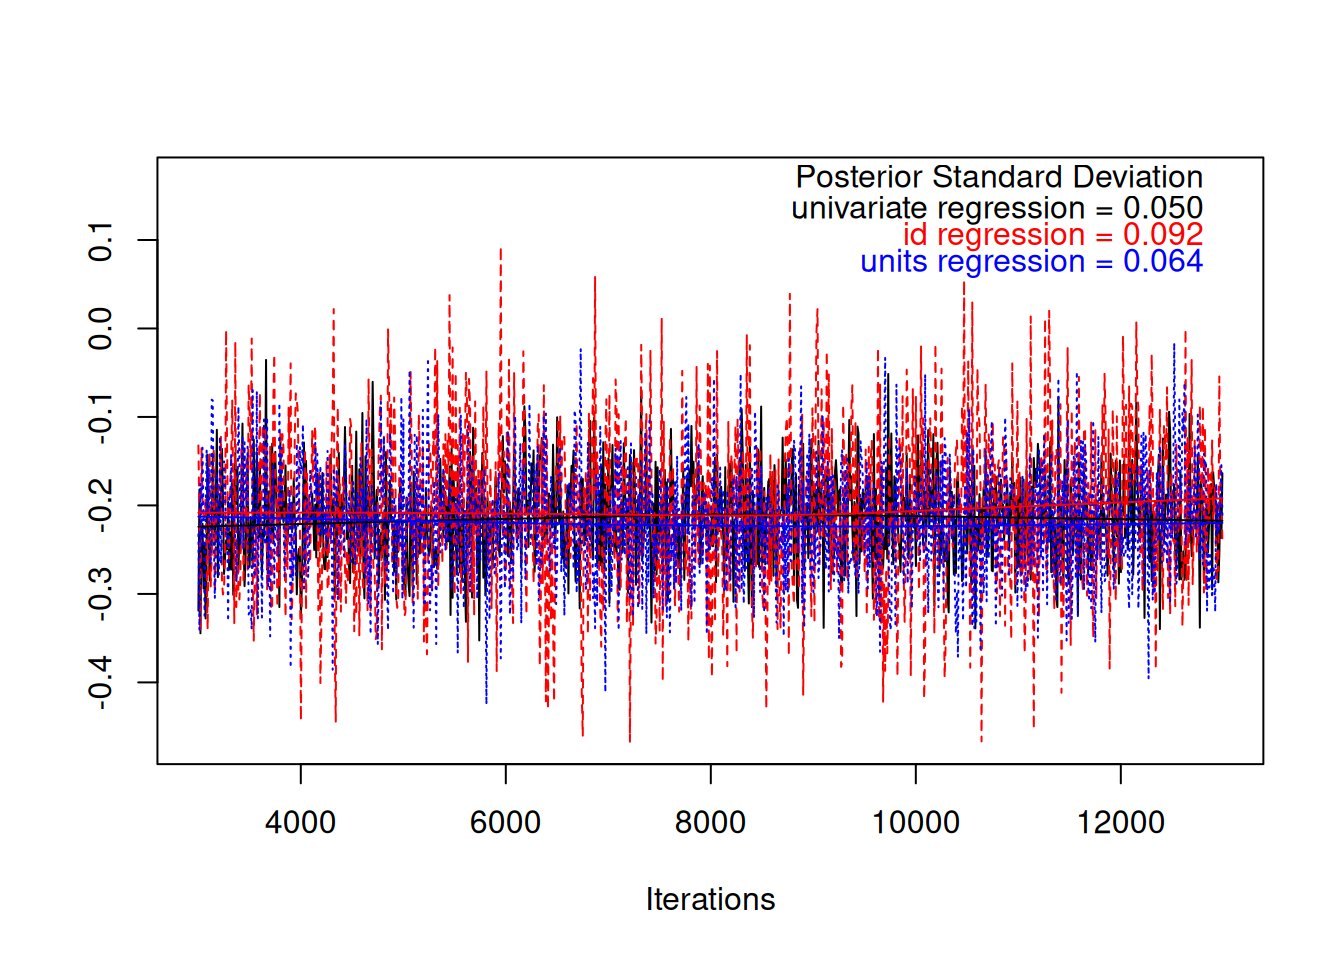 Posterior Standard Deviation
univariate regression = 0.050
id regression = 0.092
units regression = 0.064
0.1
0.0
-0.1
-0.2
-0.3
-0.4
4000 6000 8000 10000 12000
Iterations